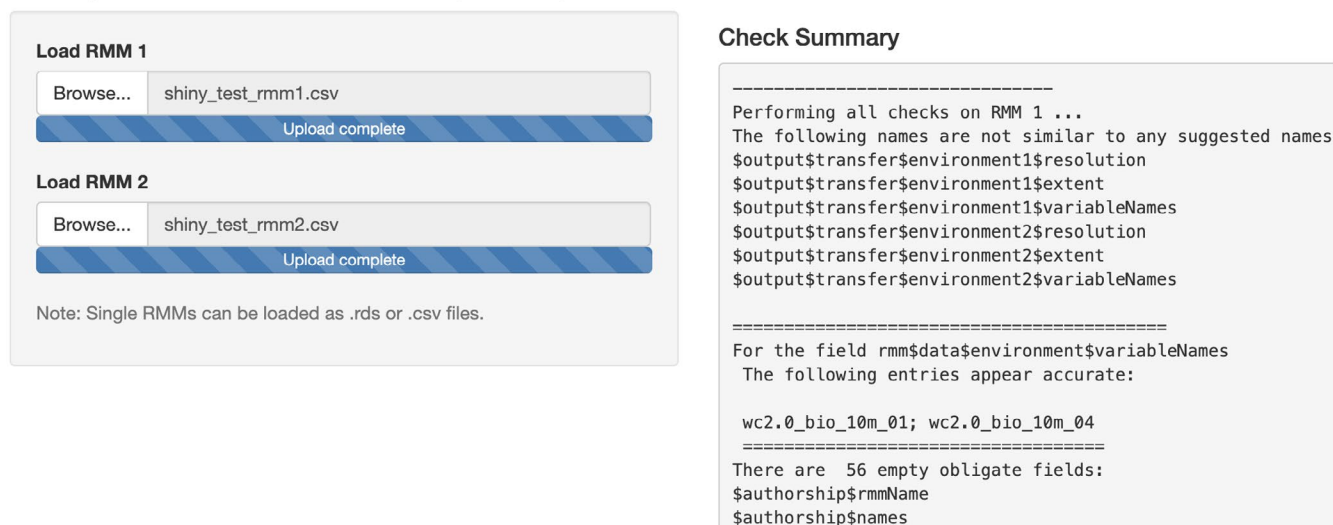 Load RMM 1
Browse... shiny_test_rmm1.csv
Upload complete
Load RMM 2
Browse... shiny_test_rmm2.csv
Upload complete
Note: Single RMMs can be loaded as .rds or .csv files.
Check Summary
-------------------------------
Performing all checks on RMM 1 ...
The following names are not similar to any suggested names
$output$transfer$environment1$resolution
$output$transfer$environment1$extent
$output$transfer$environment1$variableNames
$output$transfer$environment2$resolution
$output$transfer$environment2$extent
$output$transfer$environment2$variableNames
==========================================
For the field rmm$data$environment$variableNames
The following entries appear accurate:
wc2.0_bio_10m_01; wc2.0_bio_10m_04
===================================
There are  56 empty obligate fields:
$authorship$rmmName
$authorship$names